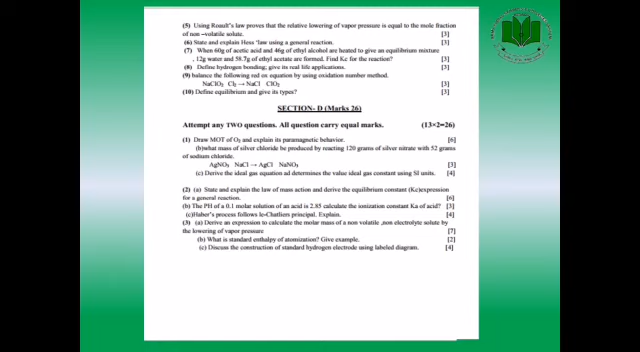 (5) Using Roault's law proves that the relative lowering of vapor pressure is equal to the mole fraction
of non –volatile solute. [3]
(6) State and explain Hess 'law using a general reaction. [3]
(7) When 60g of acetic acid and 46g of ethyl alcohol are heated to give an equilibrium mixture
, 12g water and 58.7g of ethyl acetate are formed. Find Kc for the reaction? [3]
(8) Define hydrogen bonding; give its real life applications. [3]
(9) balance the following red ox equation by using oxidation number method.
NaClO₂ Cl₂ → NaCl ClO₂ [3]
(10) Define equilibrium and give its types? [3]
SECTION- D (Marks 26)
Attempt any TWO questions. All question carry equal marks. (13×2=26)
(1) Draw MOT of O₂ and explain its paramagnetic behavior. [6]
(b)what mass of silver chloride be produced by reacting 120 grams of silver nitrate with 52 grams
of sodium chloride. [3]
AgNO₃ NaCl → AgCl NaNO₃
(c) Derive the ideal gas equation ad determines the value ideal gas constant using SI units. [4]
(2) (a) State and explain the law of mass action and derive the equilibrium constant (Kc)expression
for a general reaction. [6]
(b) The PH of a 0.1 molar solution of an acid is 2.85 calculate the ionization constant Ka of acid? [3]
(c)Haber's process follows lc-Chatliers principal. Explain. [4]
(3) (a) Derive an expression to calculate the molar mass of a non volatile ,non electrolyte solute by
the lowering of vapor pressure [7]
(b) What is standard enthalpy of atomization? Give example. [2]
(c) Discuss the construction of standard hydrogen electrode using labeled diagram. [4]